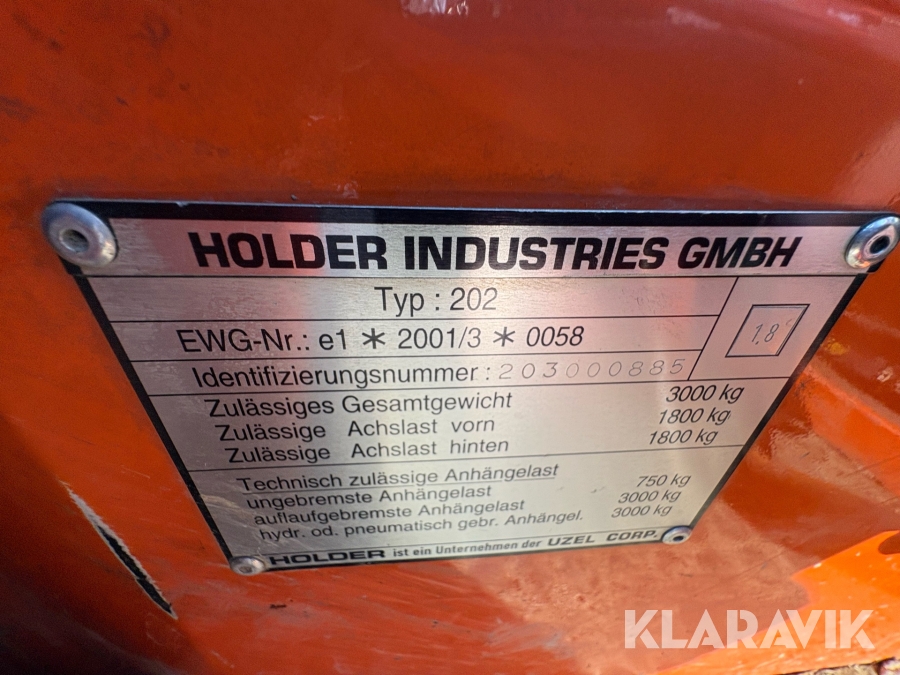 HOLDER INDUSTRIES GMBH
Typ : 202
EWG-Nr.: e1 * 2001/3 * 0058
1,8
Identifizierungsnummer : 203000885
Zulässiges Gesamtgewicht 3000 kg
Zulässige Achslast vorn 1800 kg
Zulässige Achslast hinten 1800 kg
Technisch zulässige Anhängelast
ungebremste Anhängelast 750 kg
auflaufgebremste Anhängelast 3000 kg
hydr. od. pneumatisch gebr. Anhängel. 3000 kg
HOLDER ist ein Unternehmen der UZEL CORP.
KLARAVIK